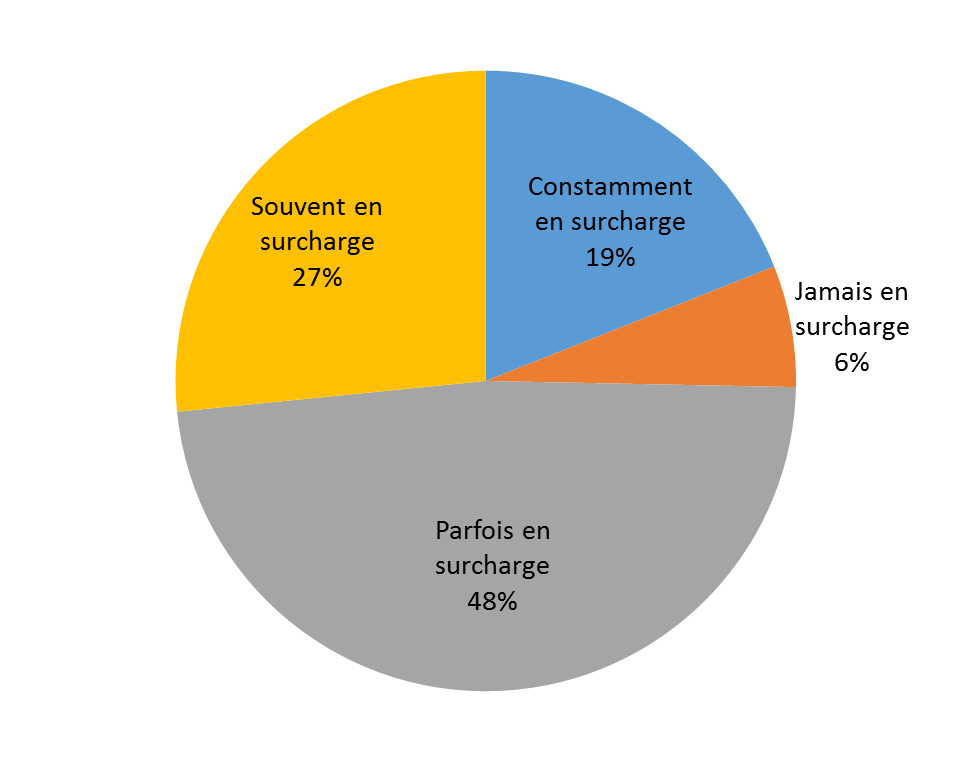 Souvent en
surcharge
27%
Constamment
en surcharge
19%
Jamais en
surcharge
6%
Parfois en
surcharge
48%